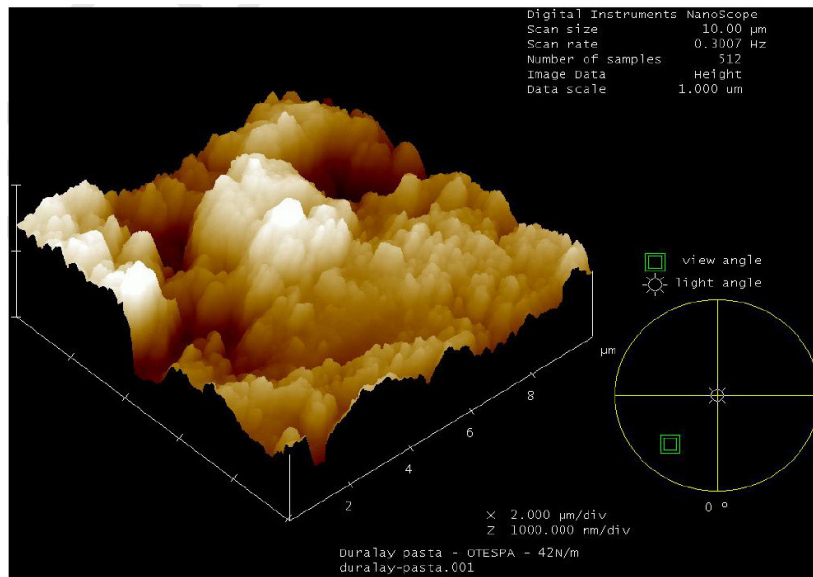 Digital Instruments NanoScope
Scan size 10.00 µm
Scan rate 0.3007 Hz
Number of samples 512
Image Data Height
Data scale 1.000 um
view angle
light angle
µm
8
6
4
2
0 º
X 2.000 µm/div
Z 1000.000 nm/div
Duralay pasta - OTESPA - 42N/m
duralay-pasta.001